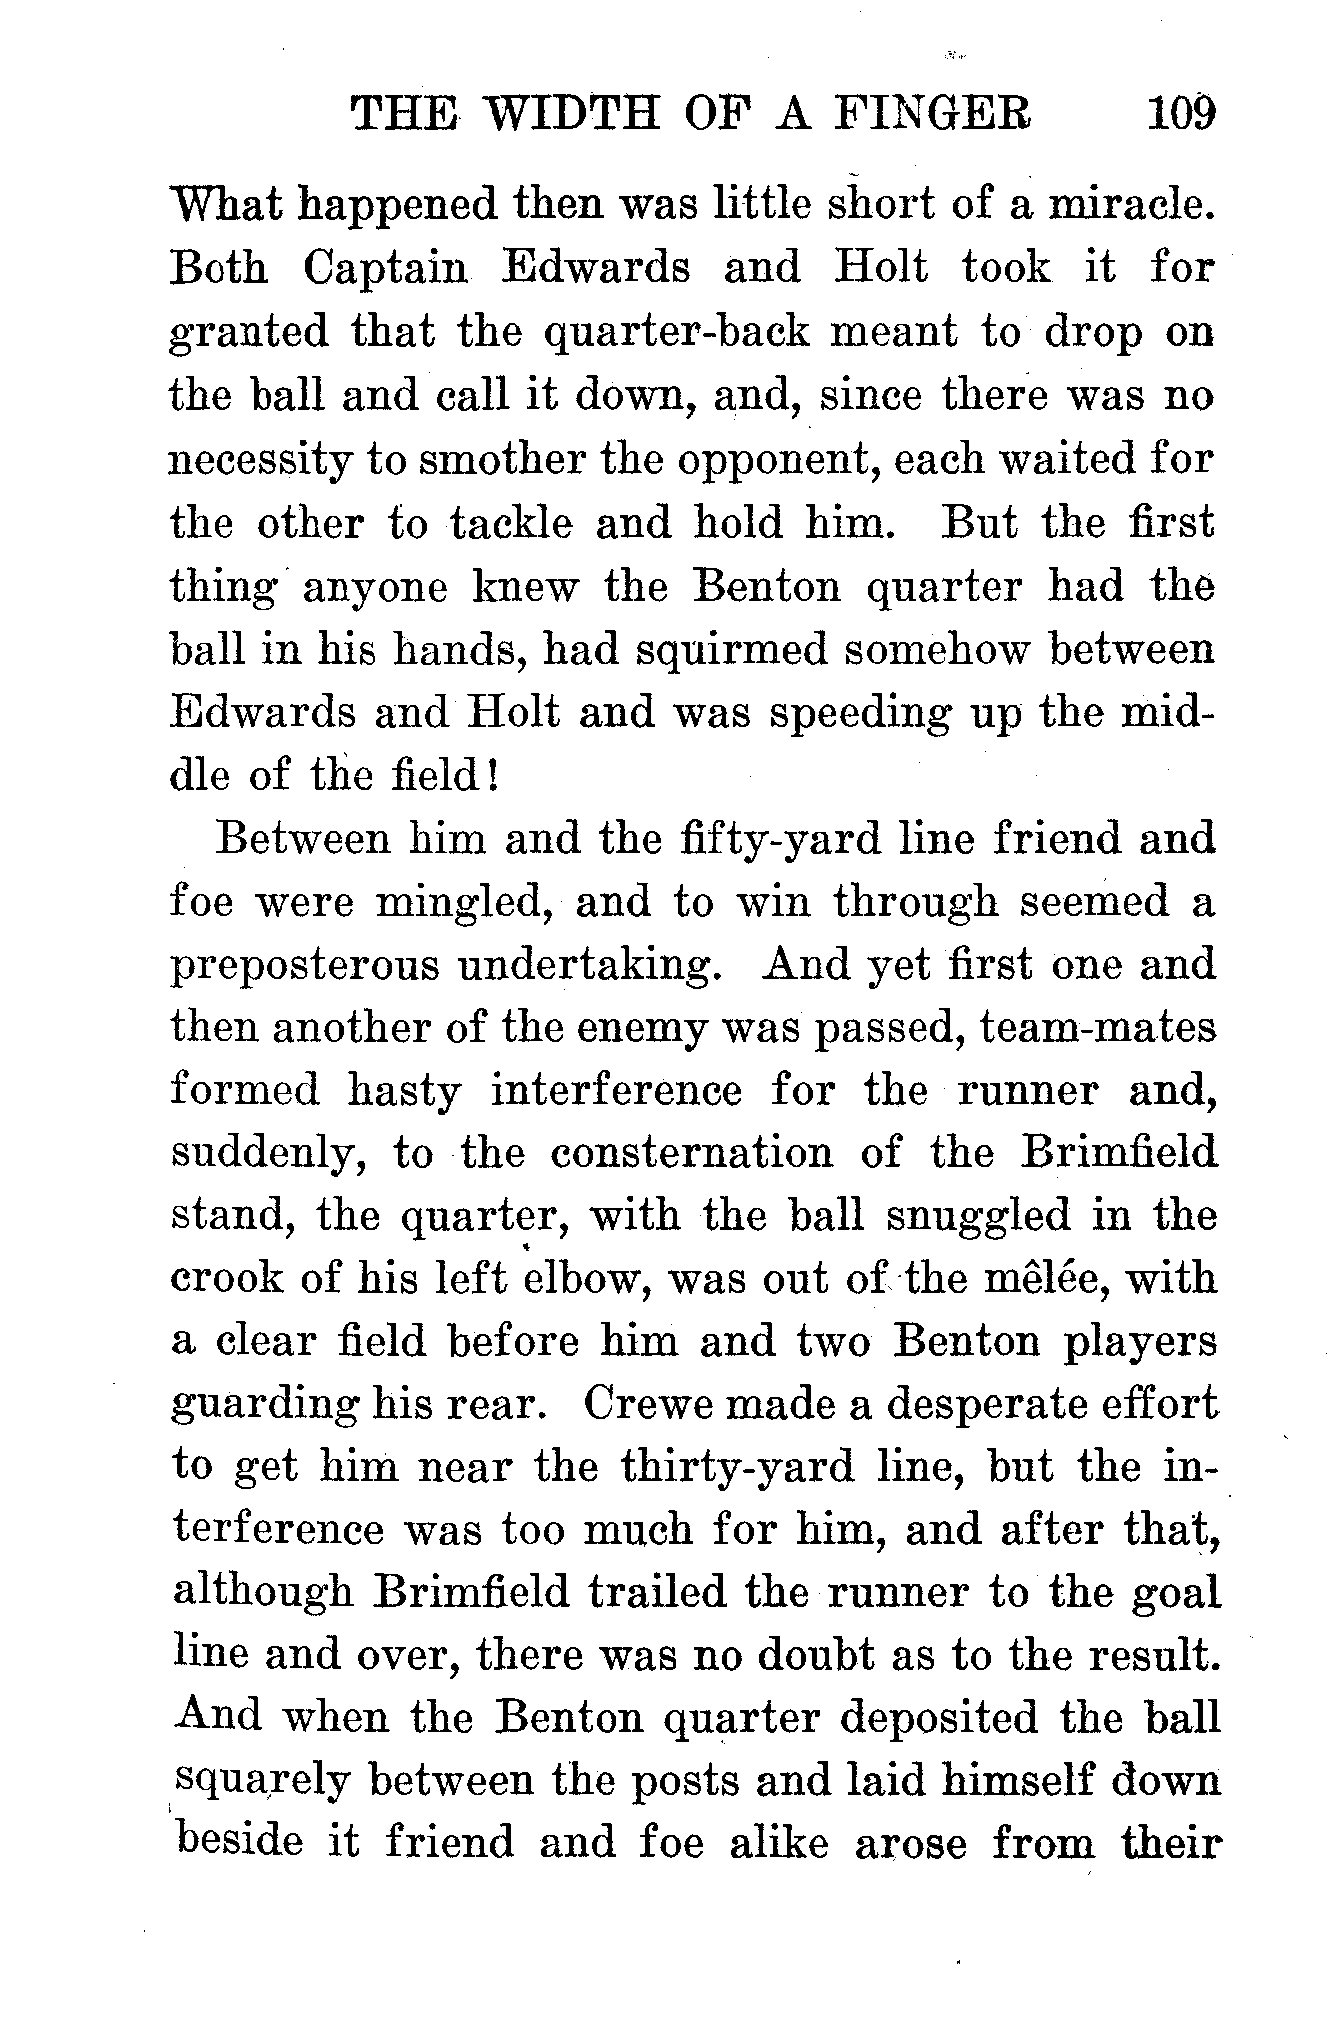 THE WIDTH OF A FINGER 109
What happened then was little short of a miracle.
Both Captain Edwards and Holt took it for
granted that the quarter-back meant to drop on
the ball and call it down, and, since there was no
necessity to smother the opponent, each waited for
the other to tackle and hold him. But the first
thing anyone knew the Benton quarter had the
ball in his hands, had squirmed somehow between
Edwards and Holt and was speeding up the mid-
dle of the field!
Between him and the fifty-yard line friend and
foe were mingled, and to win through seemed a
preposterous undertaking. And yet first one and
then another of the enemy was passed, team-mates
formed hasty interference for the runner and,
suddenly, to the consternation of the Brimfield
stand, the quarter, with the ball snuggled in the
crook of his left elbow, was out of the mêlée, with
a clear field before him and two Benton players
guarding his rear. Crewe made a desperate effort
to get him near the thirty-yard line, but the in-
terference was too much for him, and after that,
although Brimfield trailed the runner to the goal
line and over, there was no doubt as to the result.
And when the Benton quarter deposited the ball
squarely between the posts and laid himself down
beside it friend and foe alike arose from their